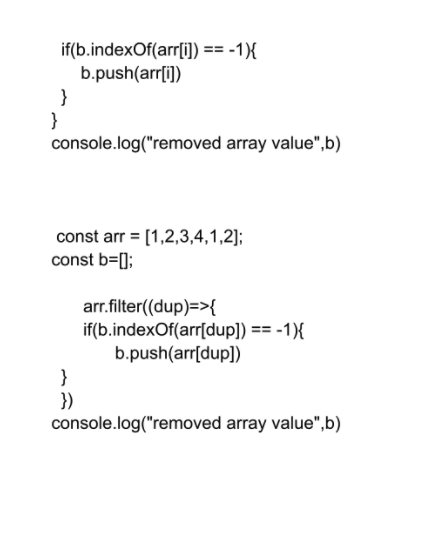 if(b.indexOf(arr[i]) == -1){
b.push(arr[i])
}
}
console.log("removed array value",b)
const arr = [1,2,3,4,1,2];
const b=[];
arr.filter((dup)=>{
if(b.indexOf(arr[dup]) == -1){
b.push(arr[dup])
}
})
console.log("removed array value",b)